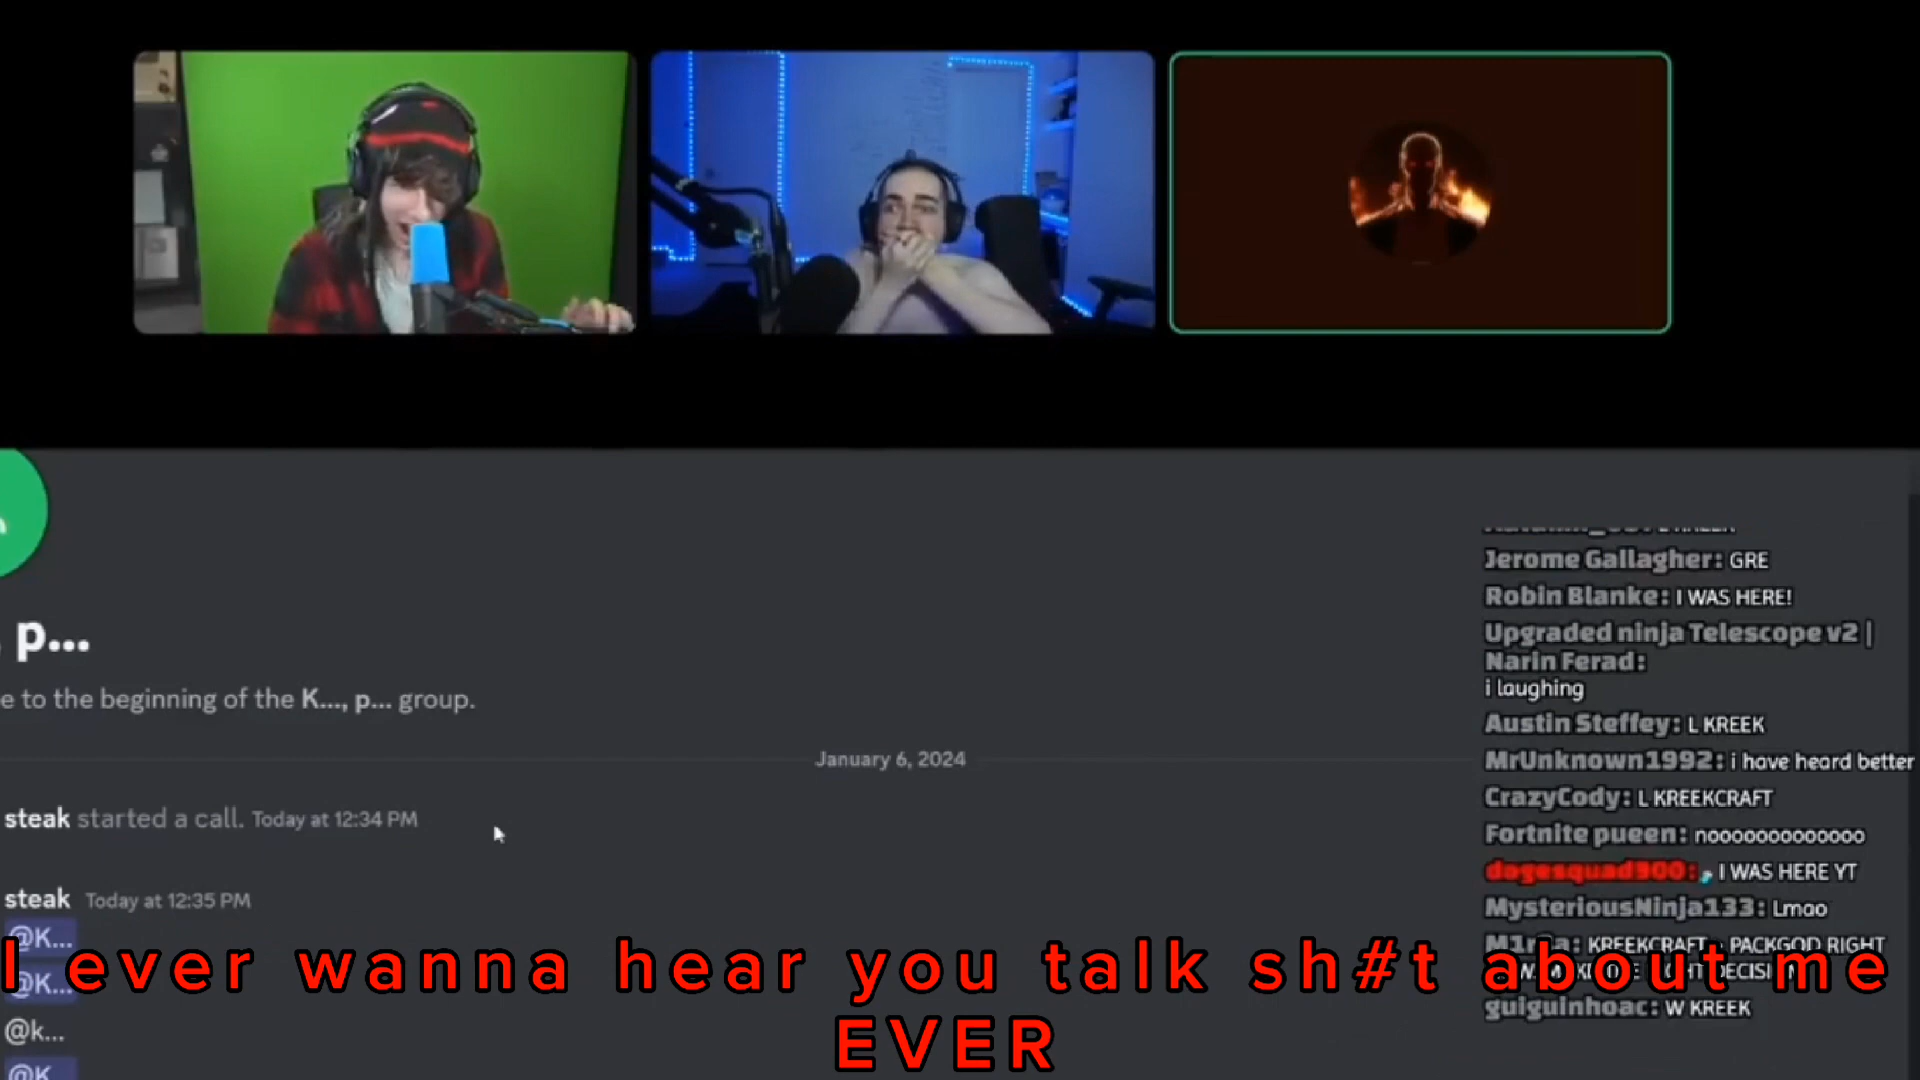 p...
e to the beginning of the K..., p... group.
January 6, 2024
steak started a call. Today at 12:34 PM
steak Today at 12:35 PM
@K...
@K...
@k...
@K
Jerome Gallagher: GRE
Robin Blanke: I WAS HERE!
Upgraded ninja Telescope v2 |
Narin Ferad:
i laughing
Austin Steffey: L KREEK
MrUnknown1992: i have heard better
CrazyCody: L KREEKCRAFT
Fortnite pueen: nooooooooooooo
dogesquad900: I WAS HERE YT
MysteriousNinja133: Lmao
KREEKCRAFT PACKGOD RIGHT
guiguinhoac: W KREEK
I ever wanna hear you talk sh#t about me
EVER